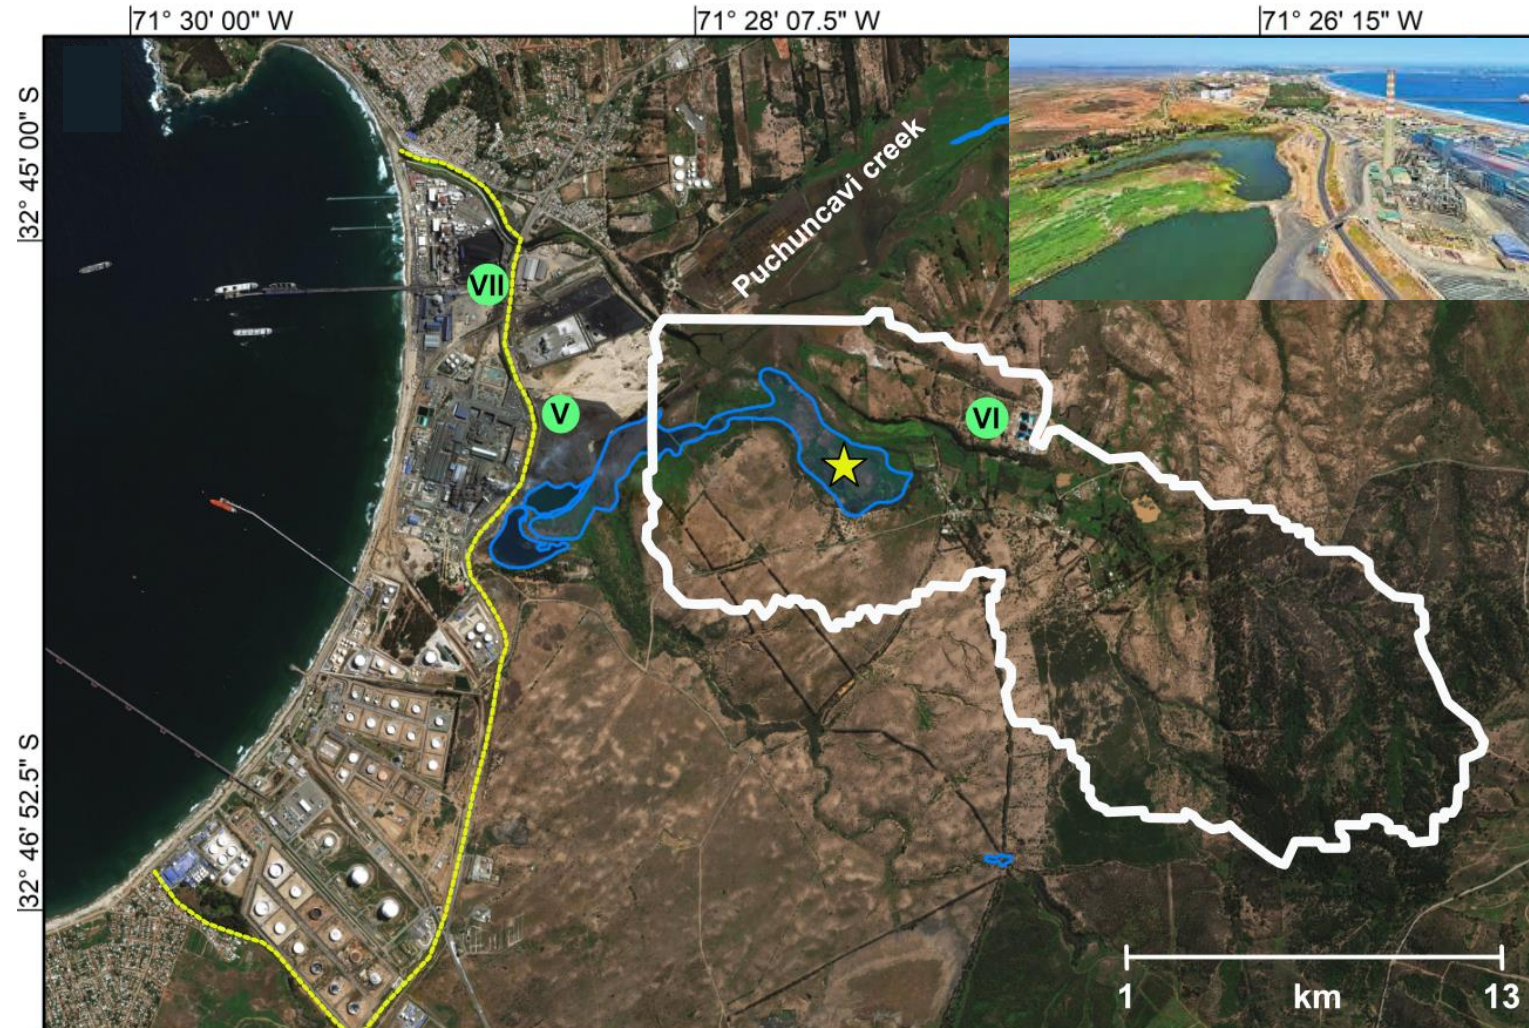 71° 30' 00" W
71° 28' 07.5" W
71° 26' 15" W
32° 45' 00" S
Puchuncavi creek
VII
V
VI
32° 46' 52.5" S
1 km 13